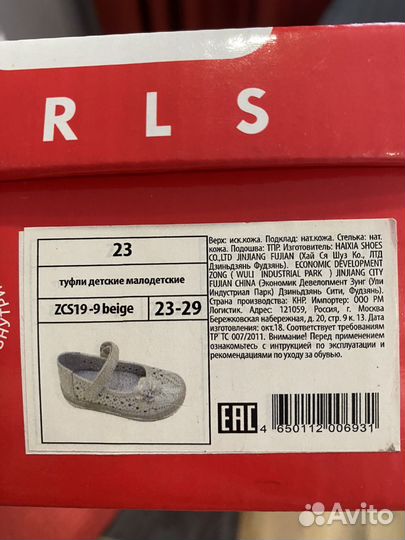 RLS
23
туфли детские малодетские
ZCS19 -9 beige
23-29
Верх: иск.кожа. Подклад: нат.кожа. Стелька: нат.
кожа. Подошва: ТПР. Изготовитель: HAIXIA SHOES
CO.,LTD JINJIANG FUJIAN (Хай Ся Шуз Ко., ЛТД
Дзиньдзянь Фудзянь). ECONOMIC DEVELOPMENT
ZONG ( WULI INDUSTRIAL PARK ) JINJIANG CITY
FUJIAN CHINA (Экономик Девелопмент Зунг (Ули
Индустриал Парк) Дзиньдзянь Сити, Фудзянь).
Страна производства: КНР. Импортер: ООО РМ
Логистик. Адрес: 121059, Россия, г. Москва
Бережковская набережная, д. 20, стр. 9 к. 13. Дата
изготовления: окт.18. Соответствует требованиям
ТР ТС 007/2011. Внимание! Перед применением
ознакомьтесь с инструкцией по эксплуатации и
рекомендациями по уходу за обувью.
EAC
4 650112 006931
Avito